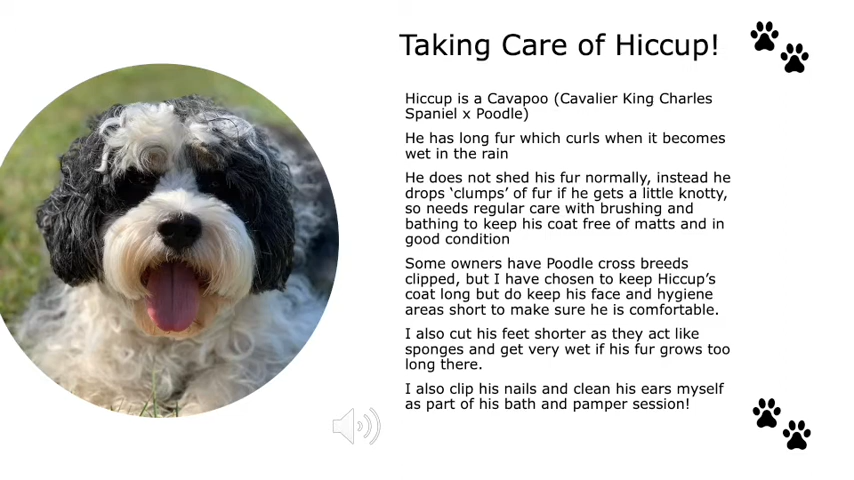 Taking Care of Hiccup!
Hiccup is a Cavapoo (Cavalier King Charles
Spaniel x Poodle)
He has long fur which curls when it becomes
wet in the rain
He does not shed his fur normally, instead he
drops ‘clumps’ of fur if he gets a little knotty,
so needs regular care with brushing and
bathing to keep his coat free of matts and in
good condition
Some owners have Poodle cross breeds
clipped, but I have chosen to keep Hiccup’s
coat long but do keep his face and hygiene
areas short to make sure he is comfortable.
I also cut his feet shorter as they act like
sponges and get very wet if his fur grows too
long there.
I also clip his nails and clean his ears myself
as part of his bath and pamper session!